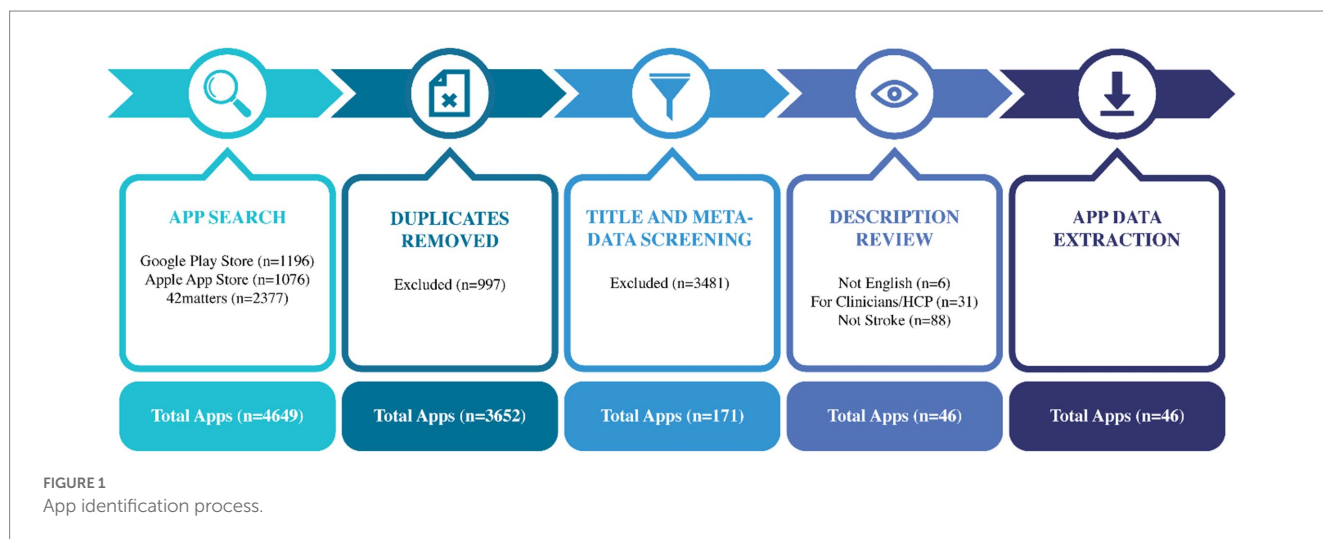 APP SEARCH
Google Play Store (n=1196)
Apple App Store (n=1076)
42matters (n=2377)
Total Apps (n=4649)
DUPLICATES
REMOVED
Excluded (n=997)
Total Apps (n=3652)
TITLE AND META-
DATA SCREENING
Excluded (n=3481)
Total Apps (n=171)
DESCRIPTION
REVIEW
Not English (n=6)
For Clinicians/HCP (n=31)
Not Stroke (n=88)
Total Apps (n=46)
APP DATA
EXTRACTION
Total Apps (n=46)
FIGURE 1
App identification process.